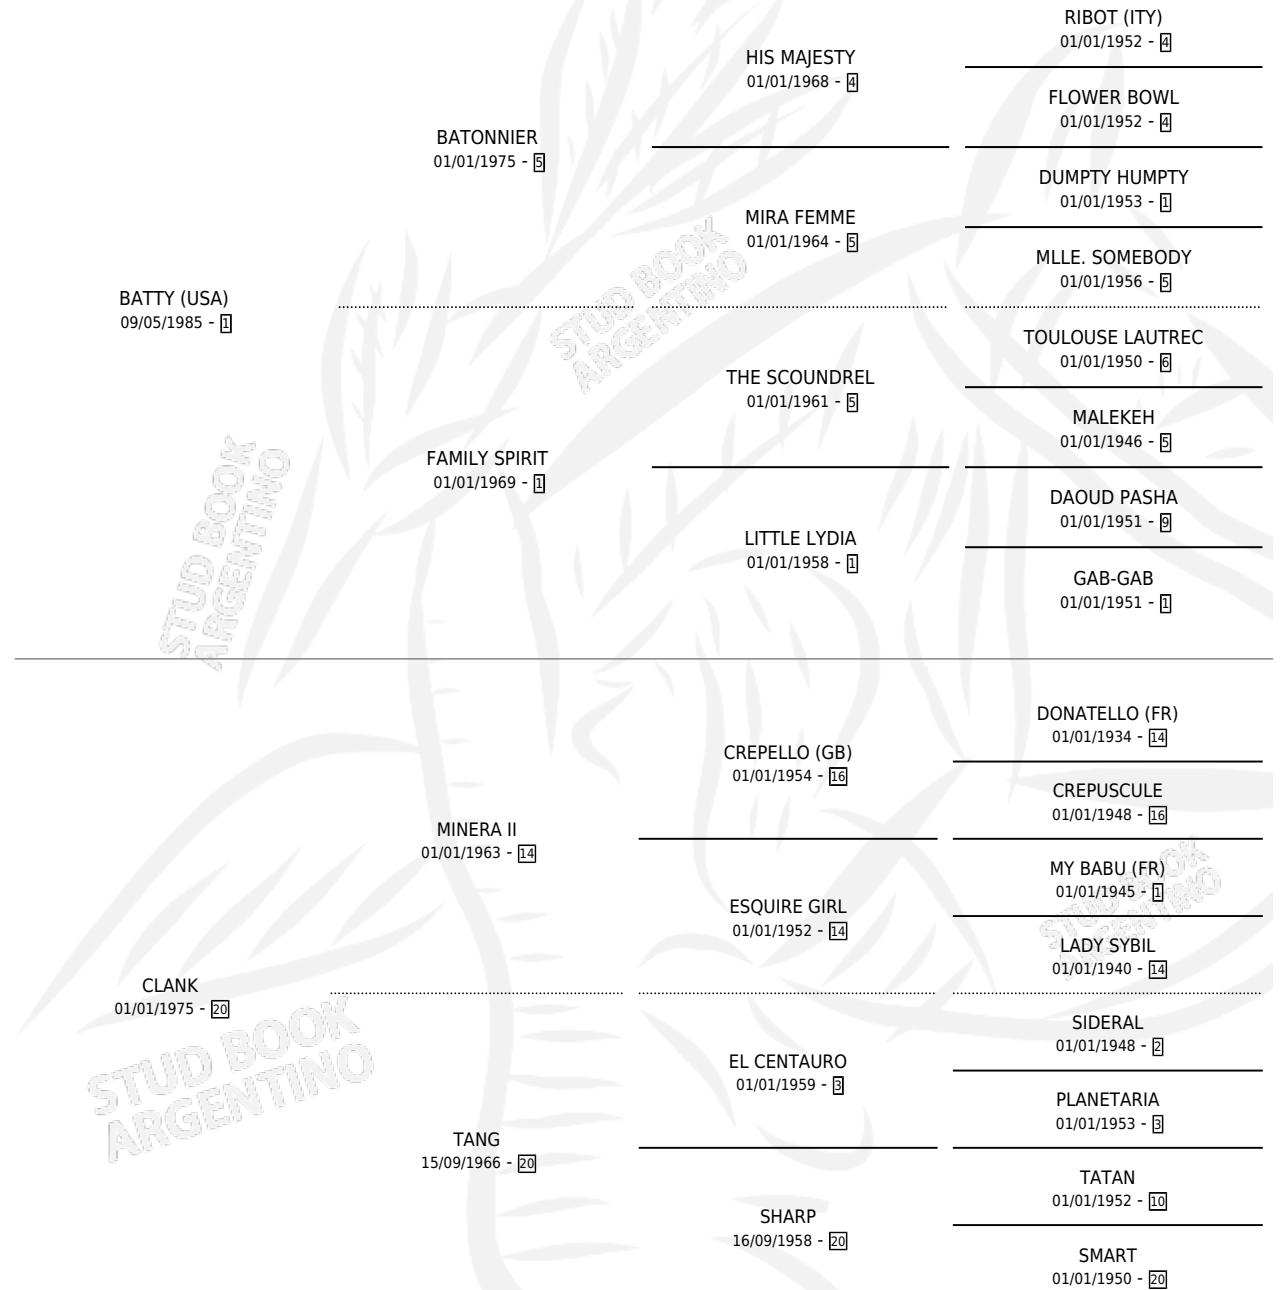 RIBOT (ITY)
01/01/1952 - 4
HIS MAJESTY
01/01/1968 - 4
FLOWER BOWL
01/01/1952 - 4
BATONNIER
01/01/1975 - 5
DUMPTY HUMPTY
01/01/1953 - 1
MIRA FEMME
01/01/1964 - 5
MLLE. SOMEBODY
01/01/1956 - 5
BATTY (USA)
09/05/1985 - 1
STUD BOOK
ARGENTINO
TOULOUSE LAUTREC
01/01/1950 - 6
THE SCOUNDREL
01/01/1961 - 5
MALEKEH
01/01/1946 - 5
FAMILY SPIRIT
01/01/1969 - 1
DAOUD PASHA
01/01/1951 - 9
LITTLE LYDIA
01/01/1958 - 1
GAB-GAB
01/01/1951 - 1
STUD BOOK
ARGENTINO
DONATELLO (FR)
01/01/1934 - 14
CREPELLO (GB)
01/01/1954 - 16
CREPUSCULE
01/01/1948 - 16
MINERA II
01/01/1963 - 14
MY BABU (FR)
01/01/1945 - 1
ESQUIRE GIRL
01/01/1952 - 14
STUD BOOK
ARGENTINO
LADY SYBIL
01/01/1940 - 14
CLANK
01/01/1975 - 20
SIDERAL
01/01/1948 - 2
EL CENTAURO
01/01/1959 - 3
STUD BOOK
ARGENTINO
PLANETARIA
01/01/1953 - 3
TANG
15/09/1966 - 20
TATAN
01/01/1952 - 10
SHARP
16/09/1958 - 20
SMART
01/01/1950 - 20